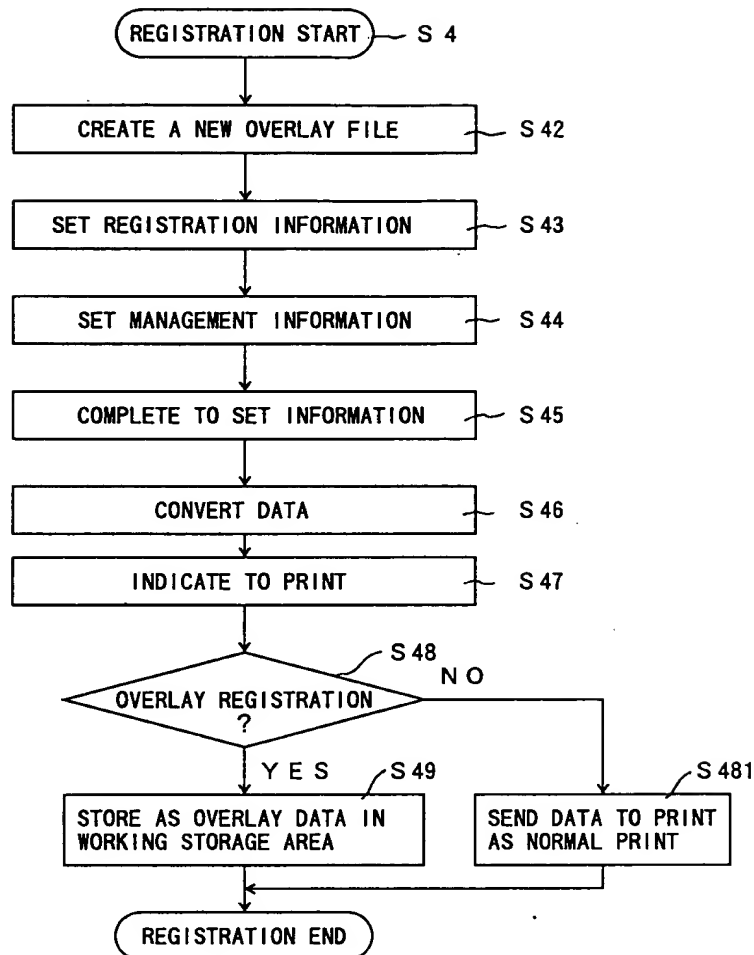 REGISTRATION START
S 4
CREATE A NEW OVERLAY FILE
S 42
SET REGISTRATION INFORMATION
S 43
SET MANAGEMENT INFORMATION
S 44
COMPLETE TO SET INFORMATION
S 45
CONVERT DATA
S 46
INDICATE TO PRINT
S 47
S 48
OVERLAY REGISTRATION
?
NO
YES
S 49
S 481
STORE AS OVERLAY DATA IN
WORKING STORAGE AREA
SEND DATA TO PRINT
AS NORMAL PRINT
REGISTRATION END